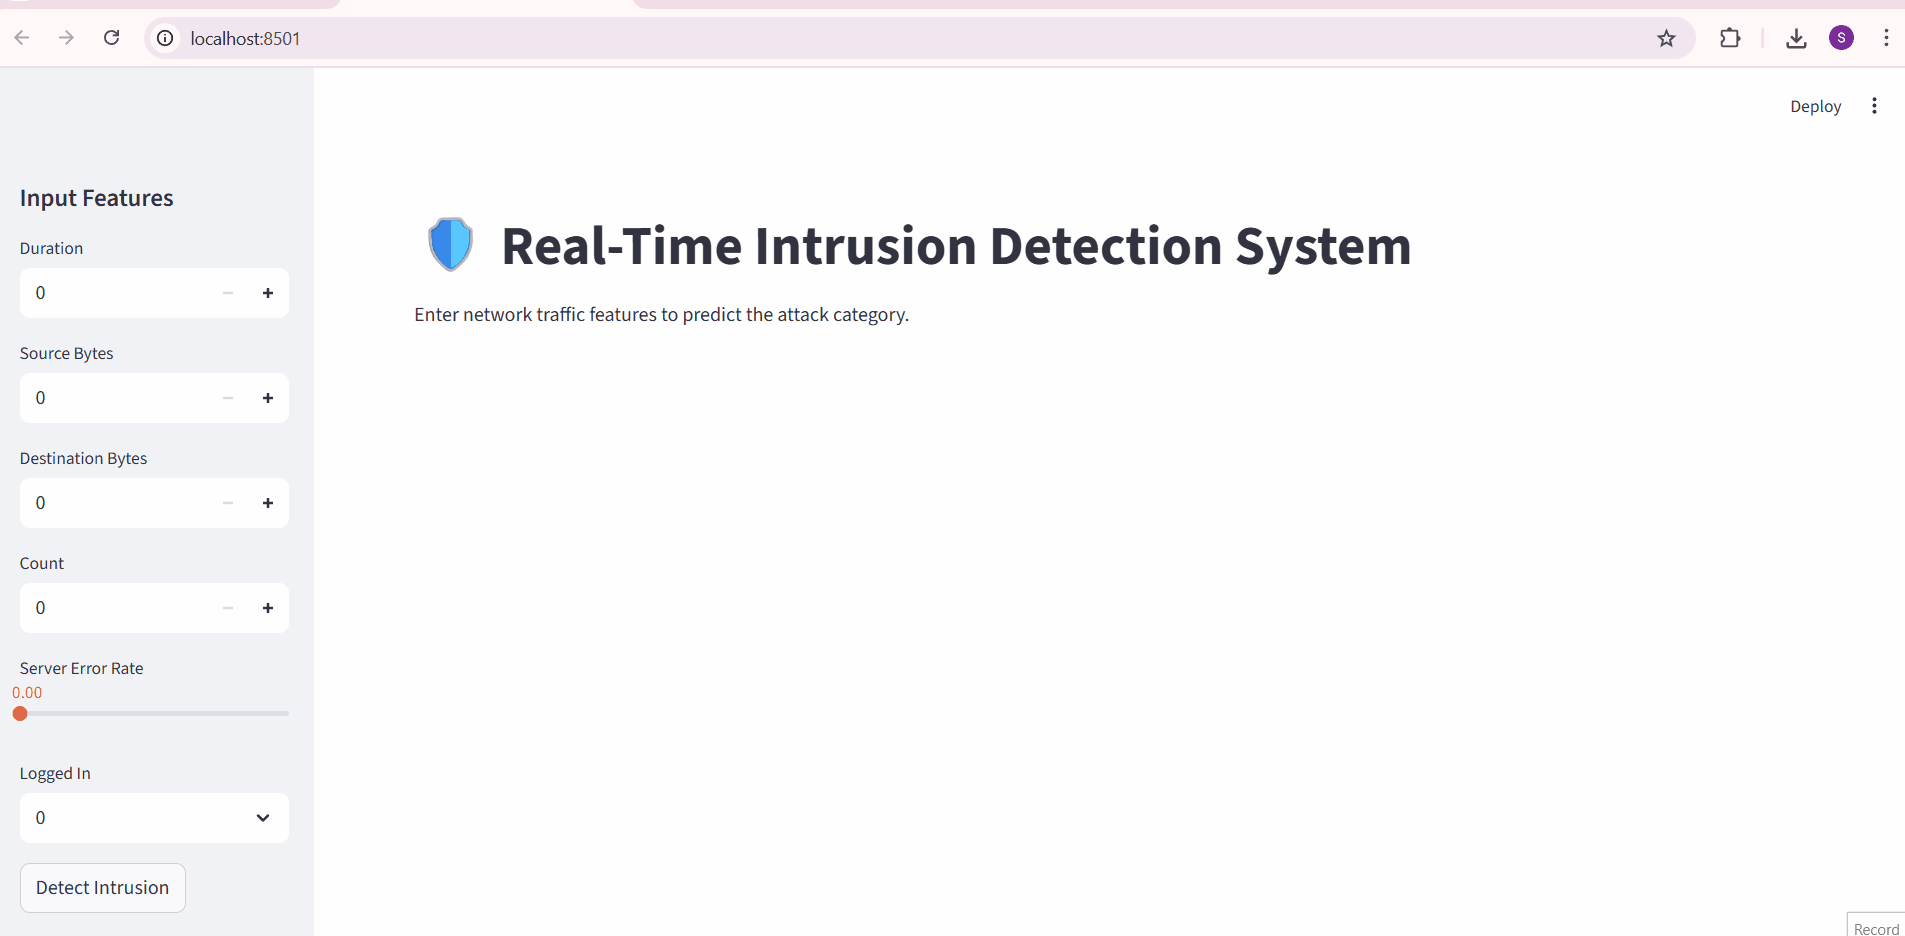 localhost:8501
S
Deploy
Input Features
Duration
0
Source Bytes
0
Destination Bytes
0
Count
0
Server Error Rate
0.00
Logged In
0
Detect Intrusion
Real-Time Intrusion Detection System
Enter network traffic features to predict the attack category.
Record